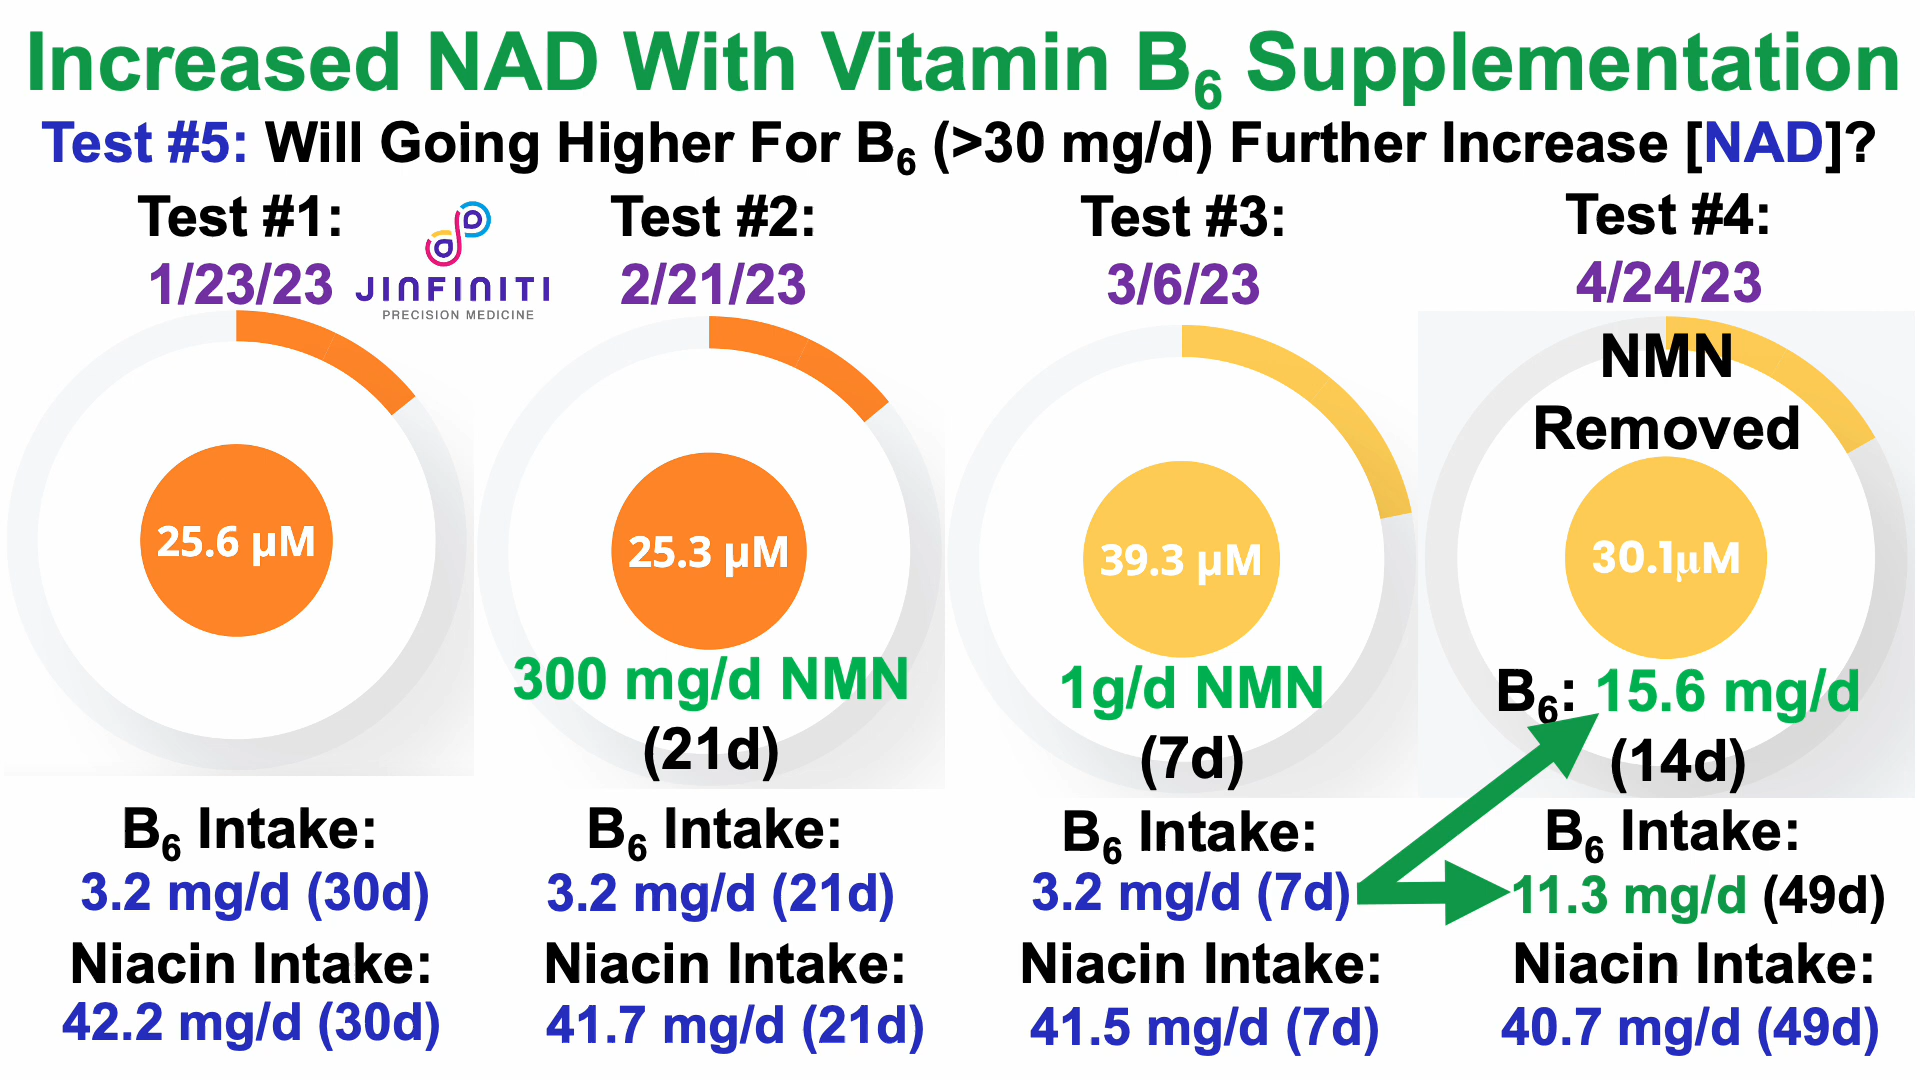 Increased NAD With Vitamin B₆ Supplementation
Test #5: Will Going Higher For B₆ (>30 mg/d) Further Increase [NAD]?
Test #1:
1/23/23
JINFINITI
PRECISION MEDICINE
25.6 µM
B₆ Intake:
3.2 mg/d (30d)
Niacin Intake:
42.2 mg/d (30d)
Test #2:
2/21/23
25.3 µM
300 mg/d NMN
(21d)
B₆ Intake:
3.2 mg/d (21d)
Niacin Intake:
41.7 mg/d (21d)
Test #3:
3/6/23
39.3 µM
1g/d NMN
(7d)
B₆ Intake:
3.2 mg/d (7d)
Niacin Intake:
41.5 mg/d (7d)
Test #4:
4/24/23
NMN
Removed
30.1µM
B₆: 15.6 mg/d
(14d)
B₆ Intake:
11.3 mg/d (49d)
Niacin Intake:
40.7 mg/d (49d)